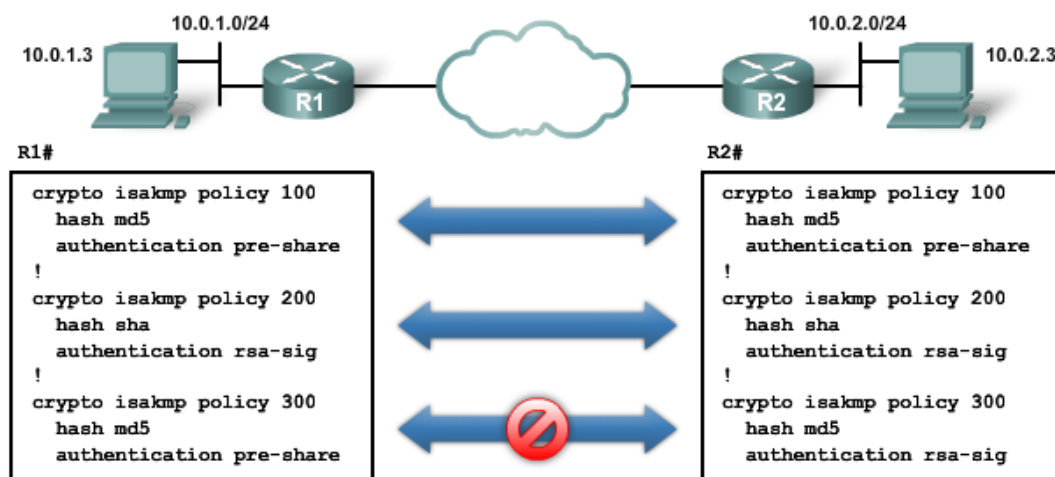 10.0.1.0/24
10.0.2.0/24
10.0.1.3
10.0.2.3
R1
R2
R1#
crypto isakmp policy 100
hash md5
authentication pre-share
!
crypto isakmp policy 200
hash sha
authentication rsa-sig
!
crypto isakmp policy 300
hash md5
authentication pre-share
R2#
crypto isakmp policy 100
hash md5
authentication pre-share
!
crypto isakmp policy 200
hash sha
authentication rsa-sig
!
crypto isakmp policy 300
hash md5
authentication rsa-sig